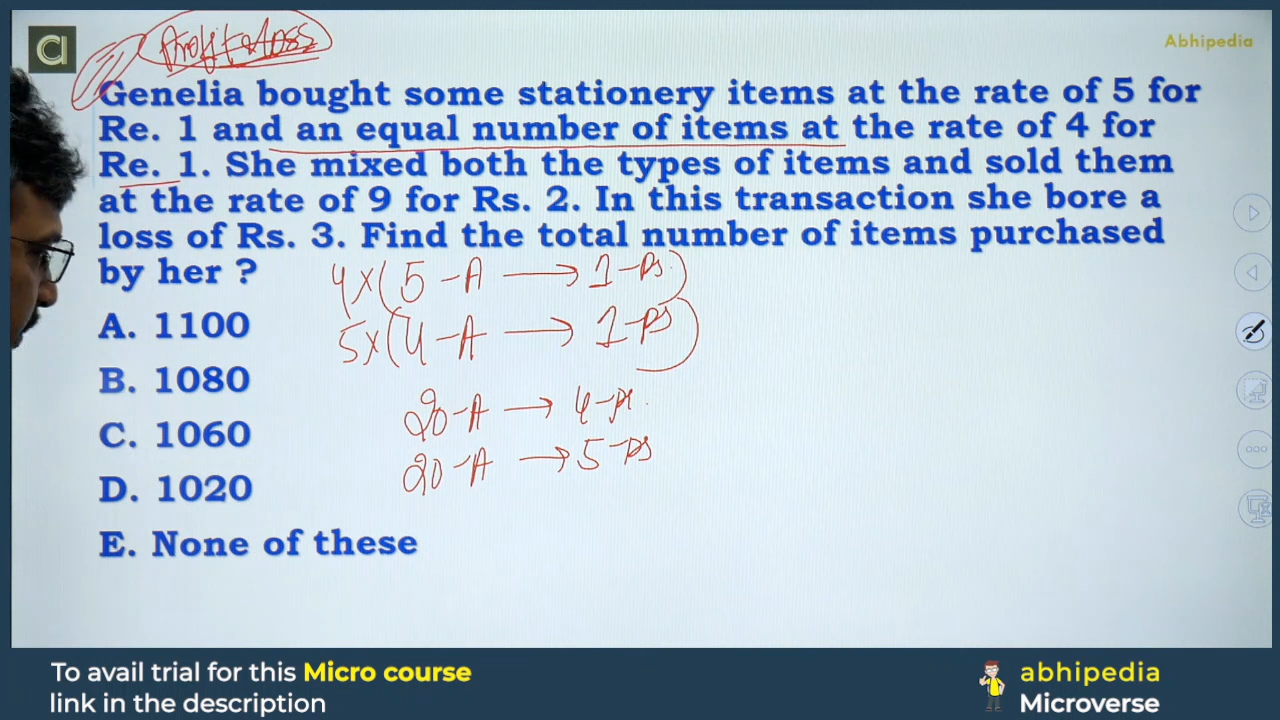 Profit & Loss
Abhipedia
Genelia bought some stationery items at the rate of 5 for
Re. 1 and an equal number of items at the rate of 4 for
Re. 1. She mixed both the types of items and sold them
at the rate of 9 for Rs. 2. In this transaction she bore a
loss of Rs. 3. Find the total number of items purchased
by her ?
4×(5-A → 1-Rs.)
5×(4-A → 1-Rs)
20-A → 4-Rs.
20-A → 5-Rs
A. 1100
B. 1080
C. 1060
D. 1020
E. None of these
To avail trial for this Micro course
link in the description
abhipedia
Microverse